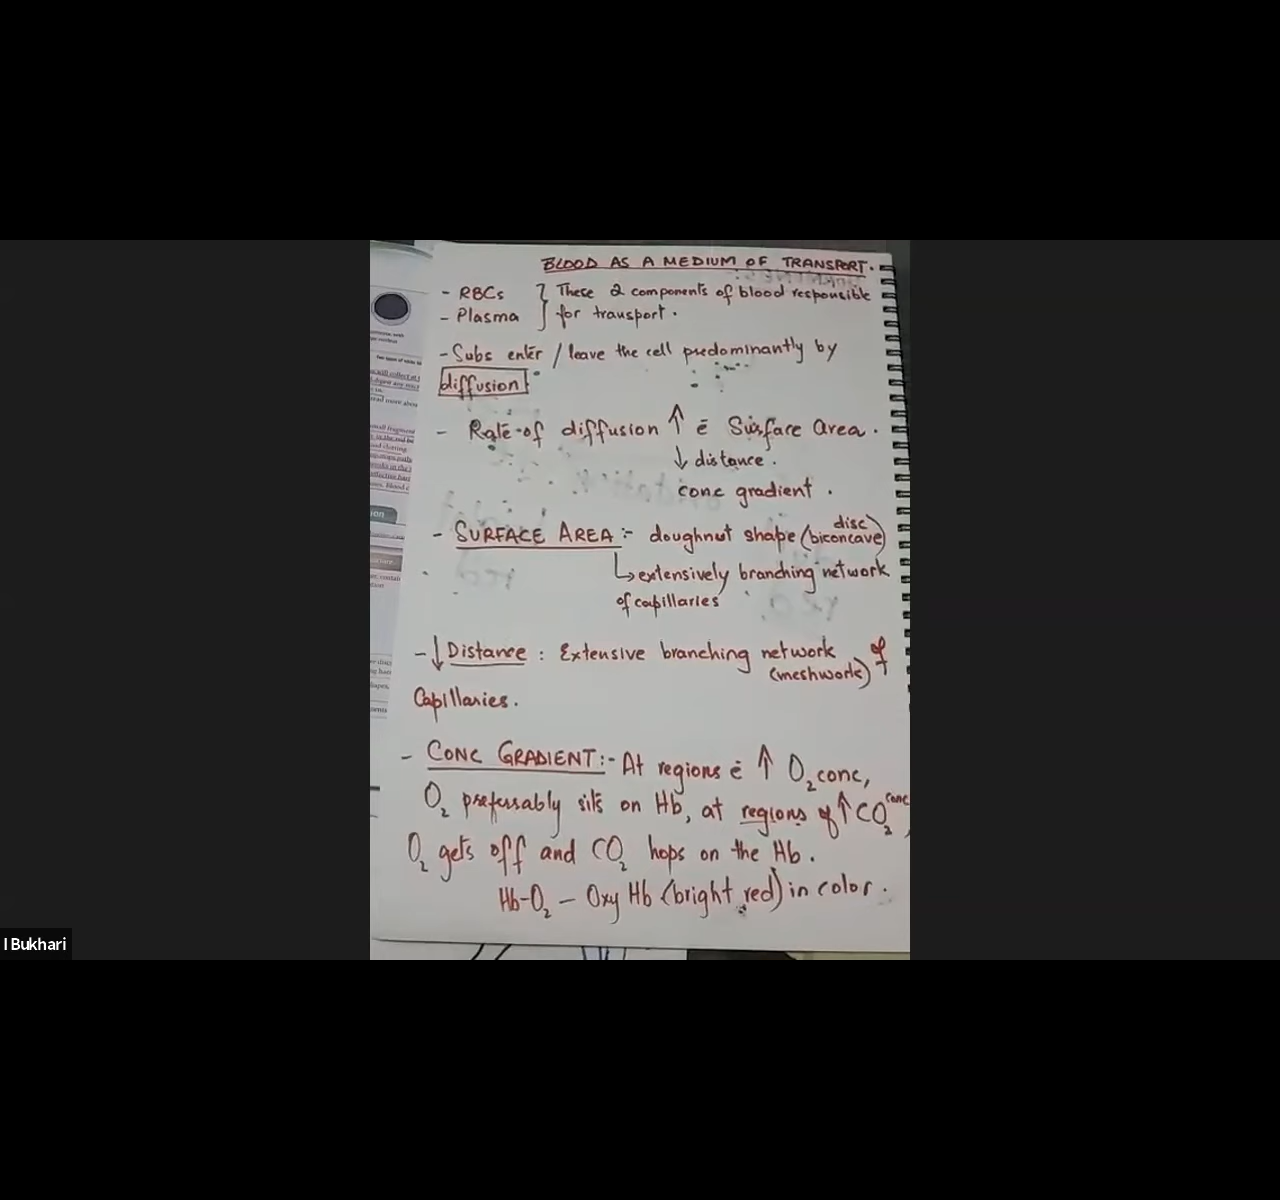 BLOOD AS A MEDIUM OF TRANSPORT.
- RBCs } These 2 components of blood responsible
- Plasma } for transport.
- Subs enter / leave the cell predominantly by
diffusion
- Rate of diffusion ↑ c̄ Surface area.
↓ distance.
conc gradient.
- SURFACE AREA :- doughnut shape (biconcave disc)
↳ extensively branching network
of capillaries
- ↓ Distance : Extensive branching network (meshwork) of
Capillaries.
- CONC GRADIENT:- At regions c̄ ↑ O₂ conc,
O₂ preferrably sits on Hb, at regions of ↑ CO₂ conc,
O₂ gets off and CO₂ hops on the Hb.
Hb-O₂ – Oxy Hb (bright red) in color.
I Bukhari